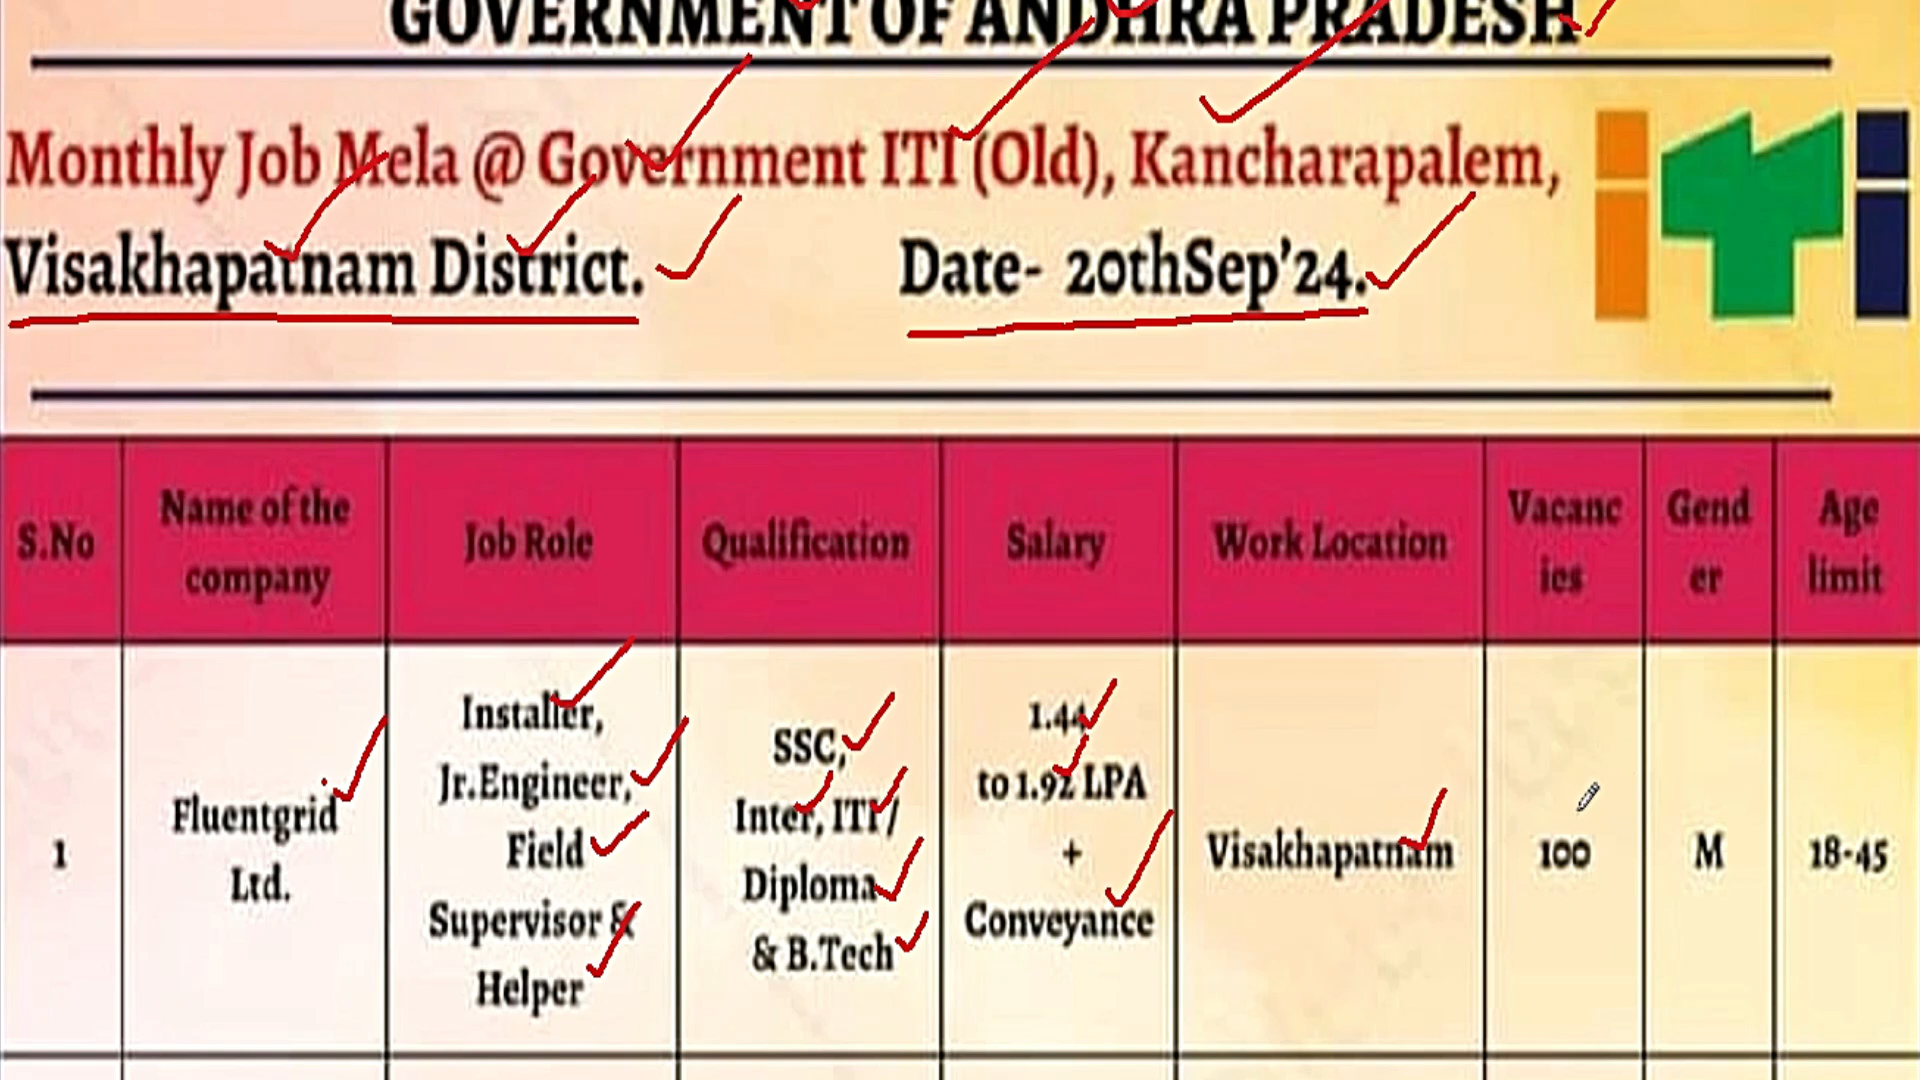 GOVERNMENT OF ANDHRA PRADESH
Monthly Job Mela @ Government ITI (Old), Kancharapalem,
Visakhapatnam District. Date- 20thSep'24.
S.No
Name of the
company
Job Role
Qualification
Salary
Work Location
Vacanc
ies
Gend
er
Age
limit
1
Fluentgrid
Ltd.
Installer,
Jr.Engineer,
Field
Supervisor &
Helper
SSC,
Inter, ITI/
Diploma
& B.Tech
1.44
to 1.92 LPA
+
Conveyance
Visakhapatnam
100
M
18-45